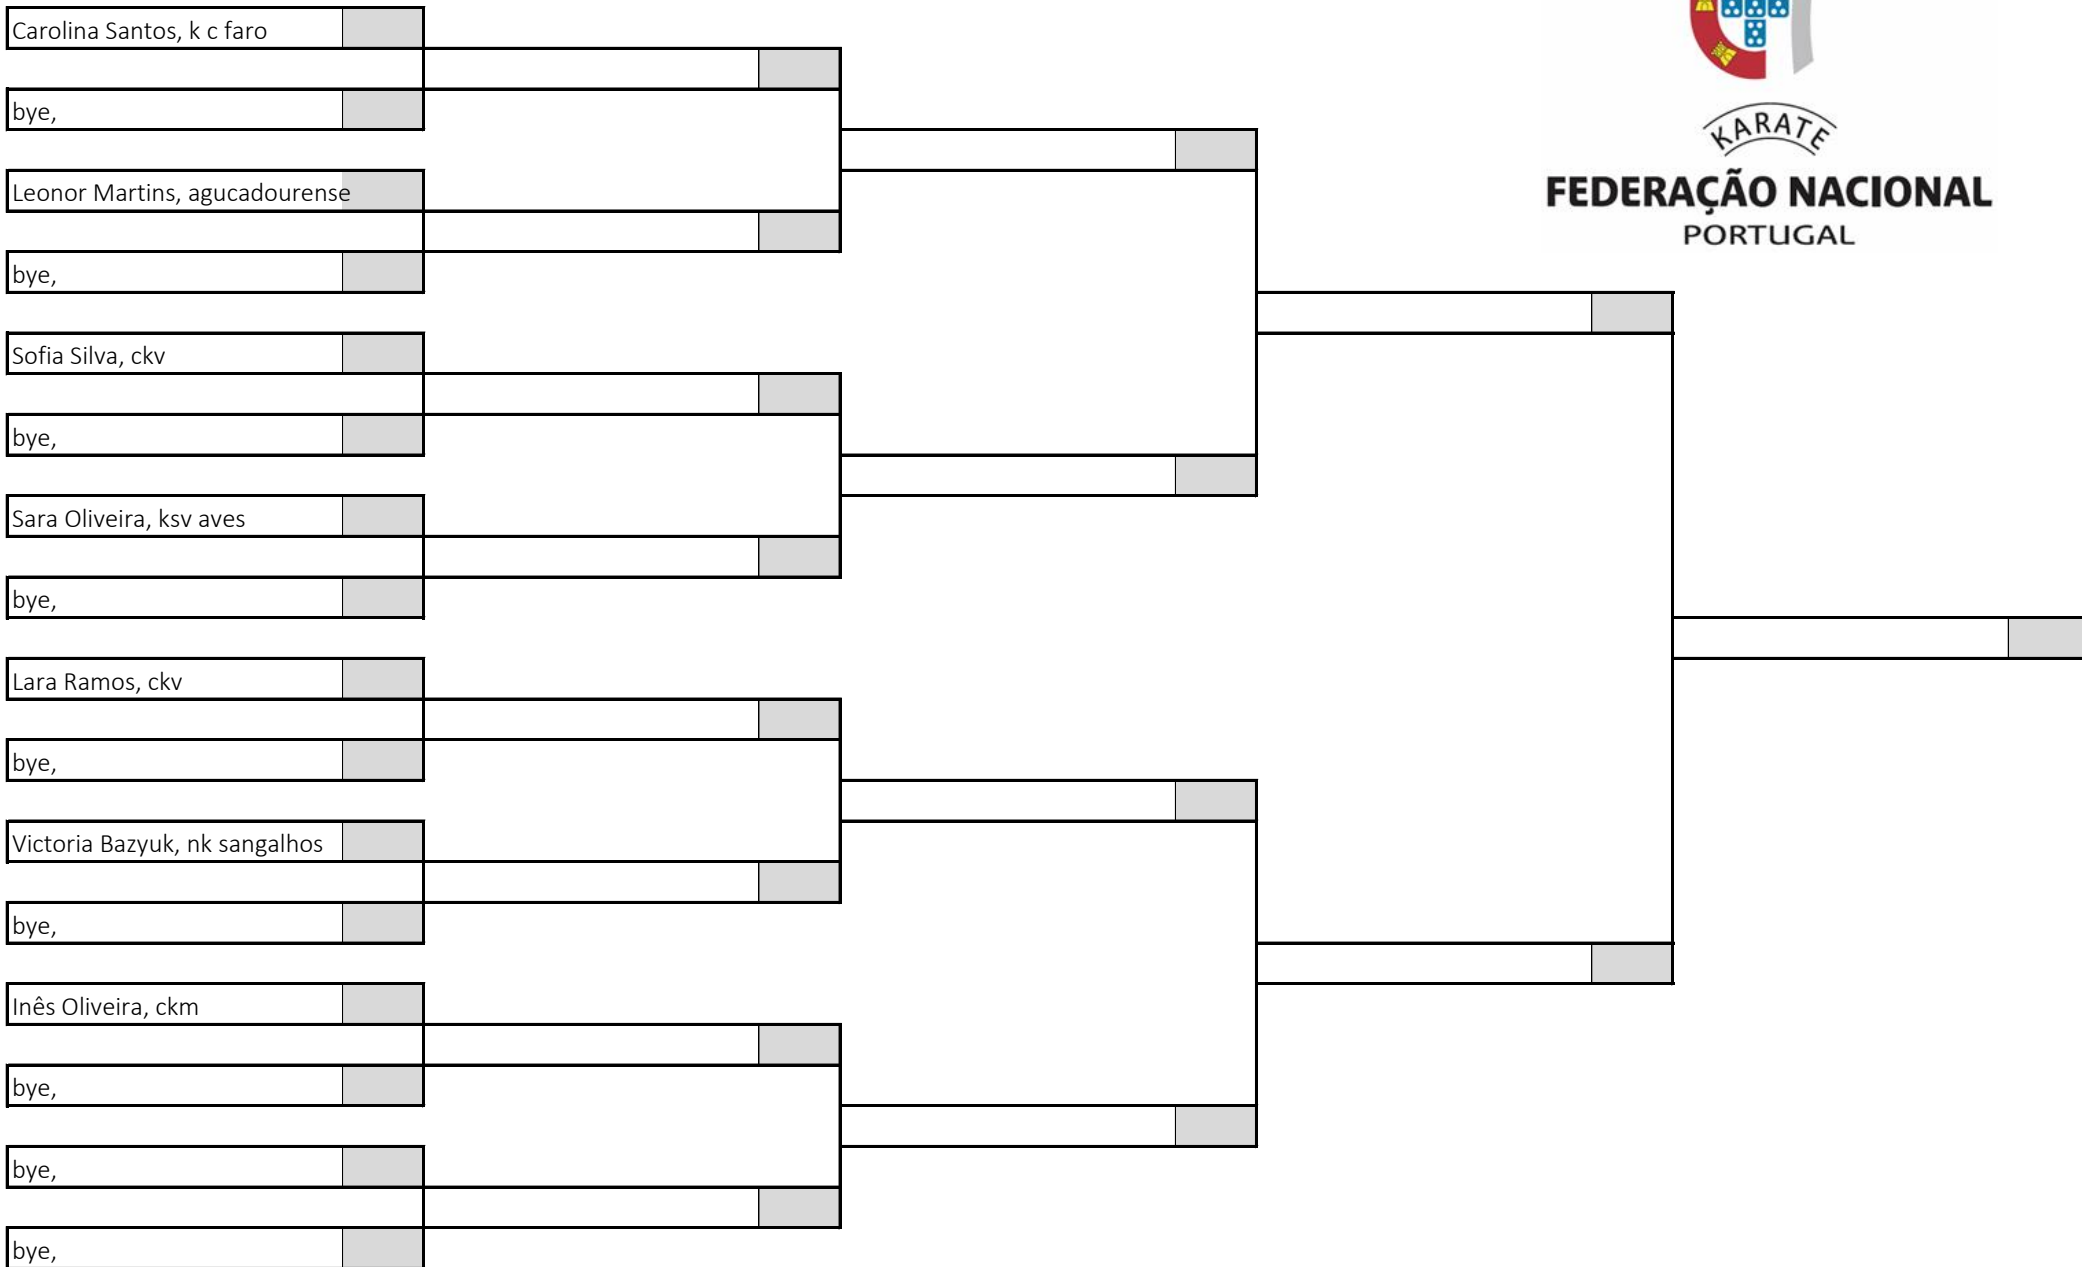 Carolina Santos, k c faro
bye,
Leonor Martins, agucadourense
bye,
Sofia Silva, ckv
bye,
Sara Oliveira, ksv aves
bye,
Lara Ramos, ckv
bye,
Victoria Bazyuk, nk sangalhos
bye,
Inês Oliveira, ckm
bye,
bye,
bye,
KARATE
FEDERAÇÃO NACIONAL
PORTUGAL